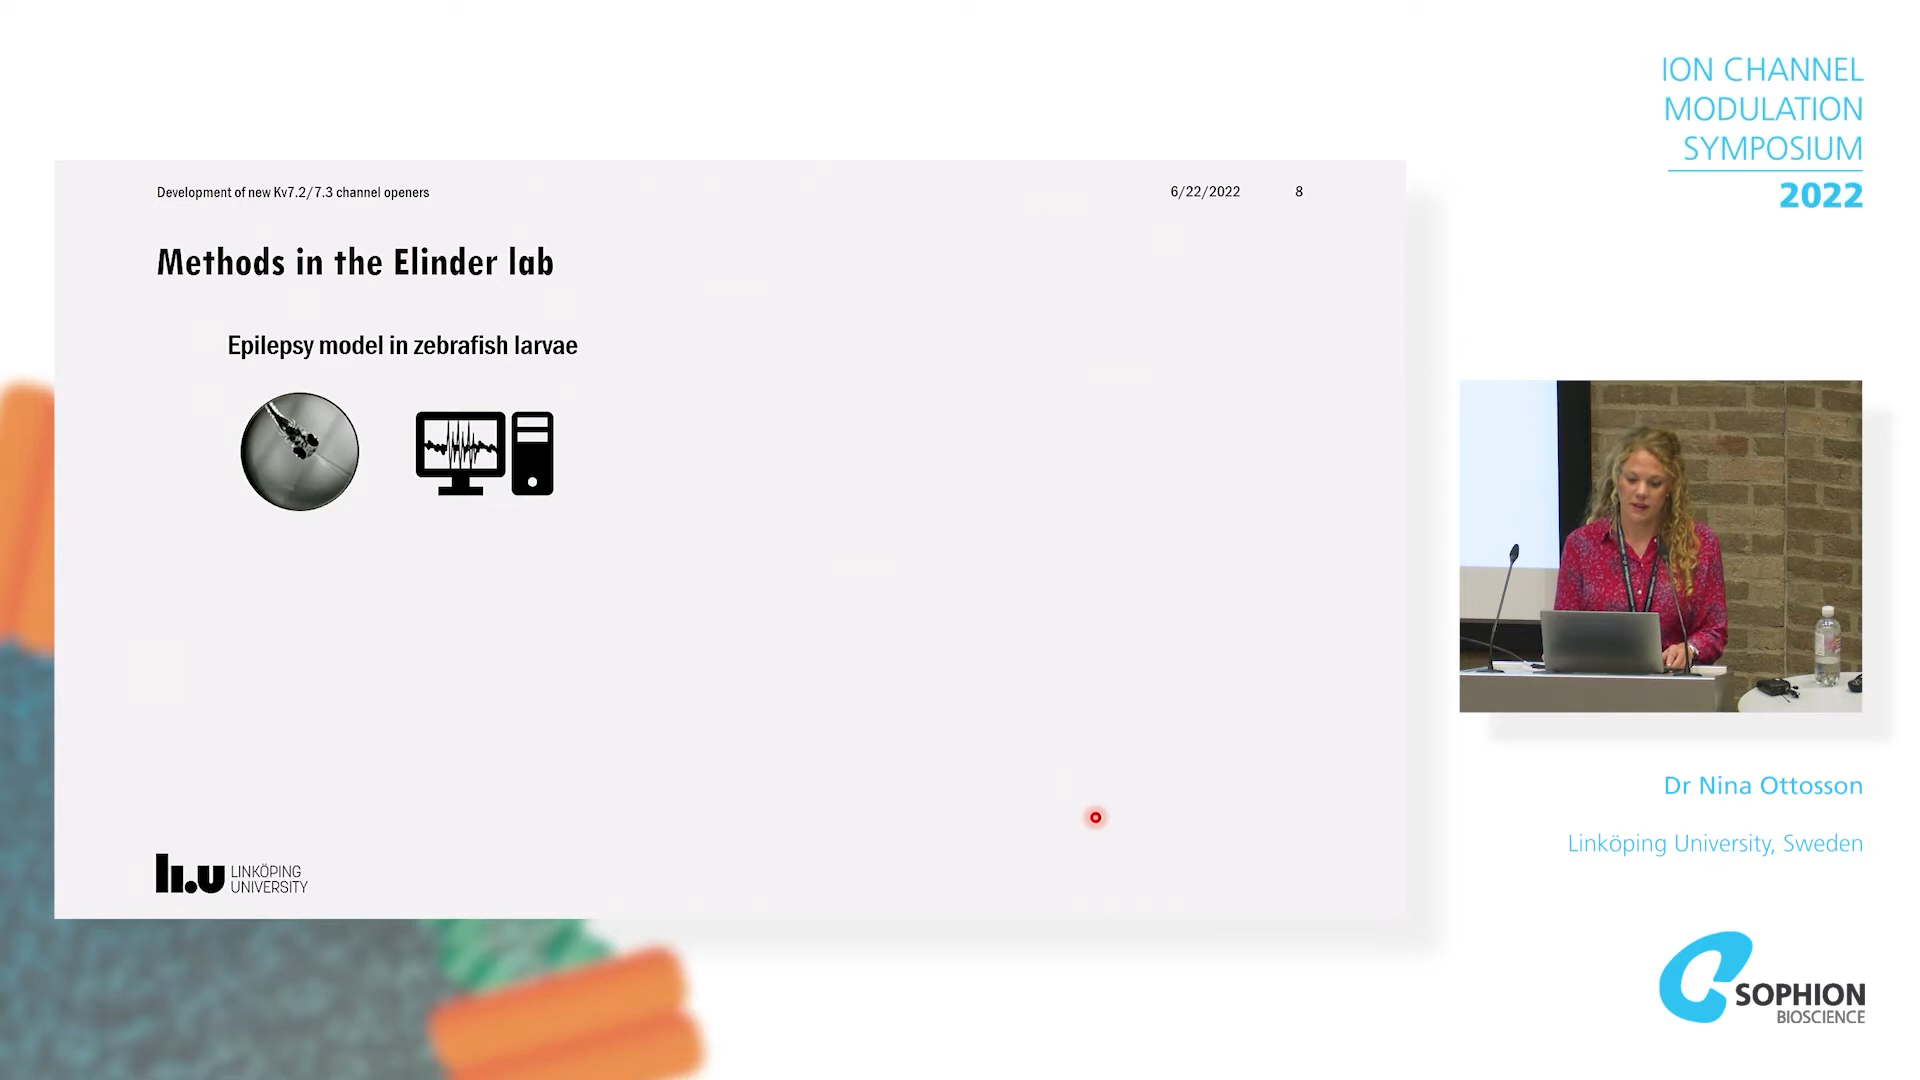 ION CHANNEL
MODULATION
SYMPOSIUM
2022
Development of new Kv7.2/7.3 channel openers
6/22/2022
8
Methods in the Elinder lab
Epilepsy model in zebrafish larvae
li.u LINKÖPING
UNIVERSITY
Dr Nina Ottosson
Linköping University, Sweden
SOPHION
BIOSCIENCE